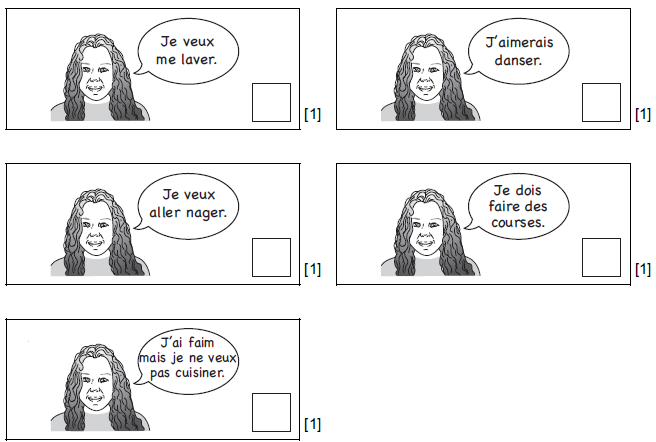 Je veux
me laver.
[1]
J'aimerais
danser.
[1]
Je veux
aller nager.
[1]
Je dois
faire des
courses.
[1]
J'ai faim
mais je ne veux
pas cuisiner.
[1]